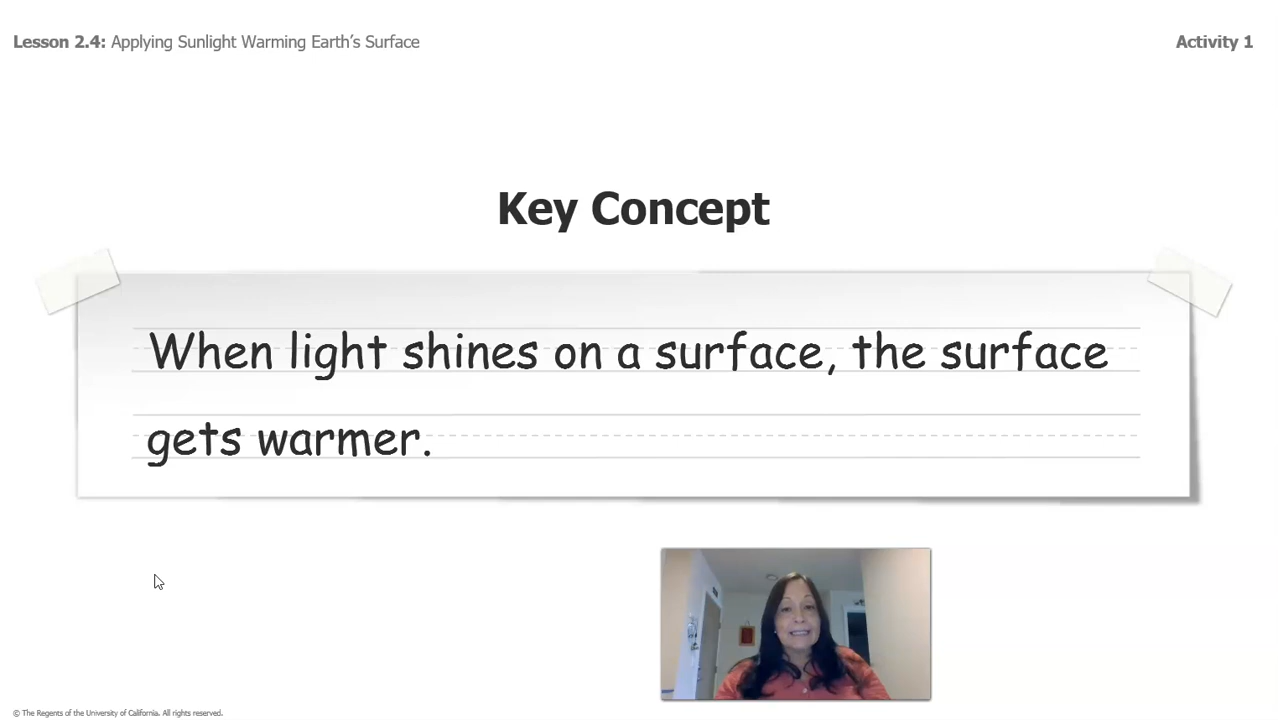 Lesson 2.4: Applying Sunlight Warming Earth's Surface
Activity 1
Key Concept
When light shines on a surface, the surface
gets warmer.
© The Regents of the University of California. All rights reserved.